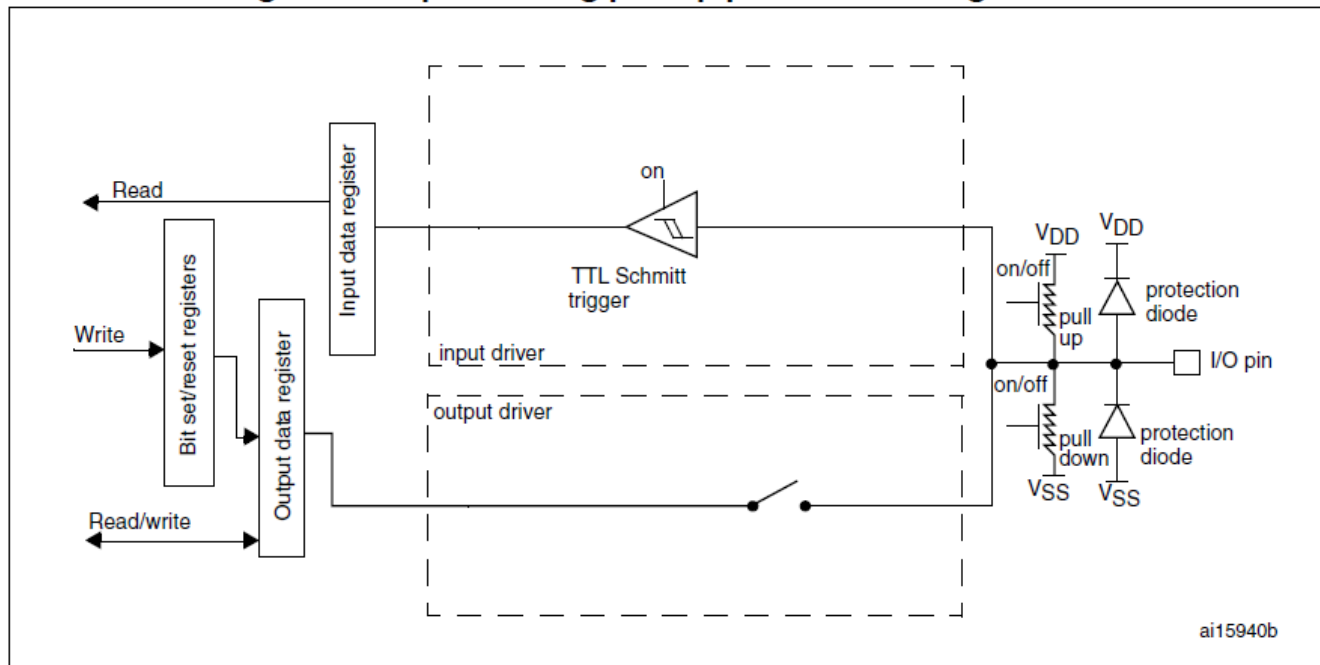 on
Read
Input data register
TTL Schmitt
trigger
VDD
VDD
on/off
pull
up
protection
diode
Bit set/reset registers
Write
Output data register
input driver
I/O pin
output driver
on/off
pull
down
protection
diode
VSS
VSS
Read/write
ai15940b